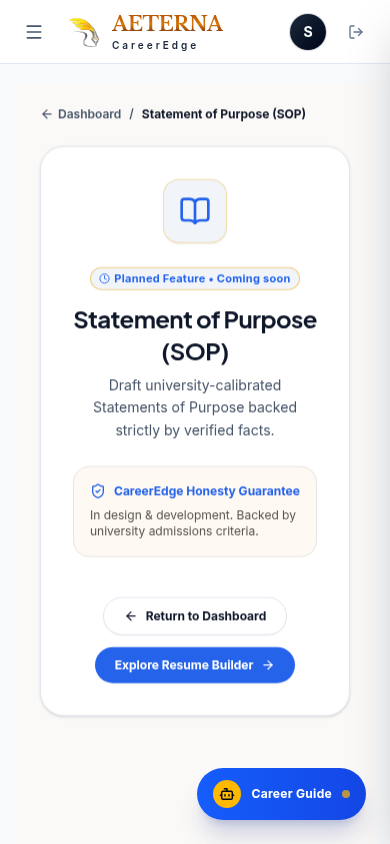 AETERNA
CareerEdge
S
Dashboard / Statement of Purpose (SOP)
Planned Feature • Coming soon
Statement of Purpose
(SOP)
Draft university-calibrated
Statements of Purpose backed
strictly by verified facts.
CareerEdge Honesty Guarantee
In design & development. Backed by
university admissions criteria.
Return to Dashboard
Explore Resume Builder
Career Guide